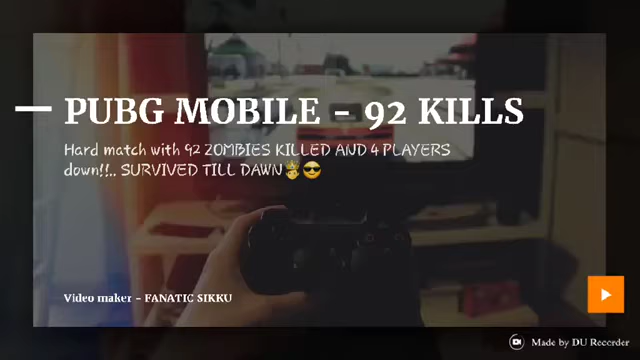 PUBG MOBILE - 92 KILLS
Hard match with 92 ZOMBIES KILLED AND 4 PLAYERS
down!!.. SURVIVED TILL DAWN🤴😎
Video maker - FANATIC SIKKU
Made by DU Recorder